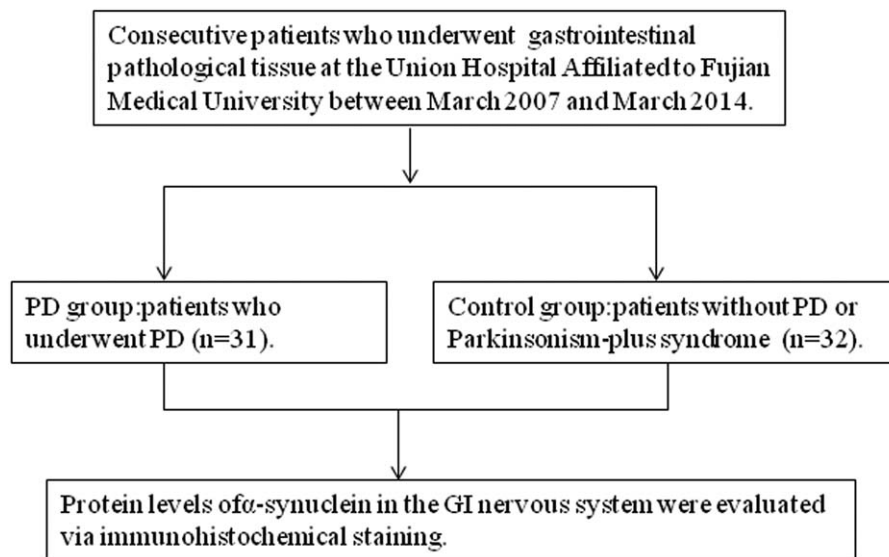 Consecutive patients who underwent gastrointestinal
pathological tissue at the Union Hospital Affiliated to Fujian
Medical University between March 2007 and March 2014.
PD group:patients who
underwent PD (n=31).
Control group:patients without PD or
Parkinsonism-plus syndrome (n=32).
Protein levels ofα-synuclein in the GI nervous system were evaluated
via immunohistochemical staining.